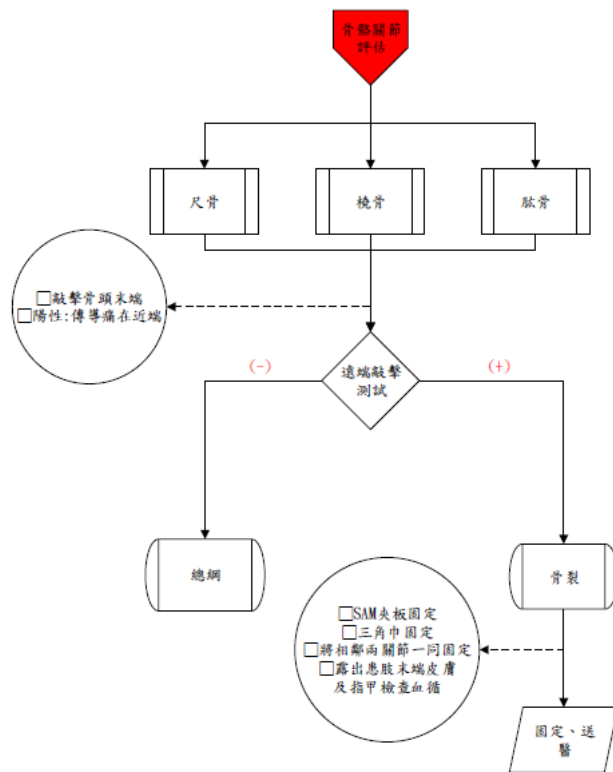 骨骼關節
評估
尺骨
橈骨
肱骨
□敲擊骨頭末端
□陽性:傳導痛在近端
遠端敲擊
測試
(-)
(+)
總綱
骨裂
□SAM夾板固定
□三角巾固定
□將相鄰兩關節一同固定
□露出患肢末端皮膚
及指甲檢查血循
固定、送
醫